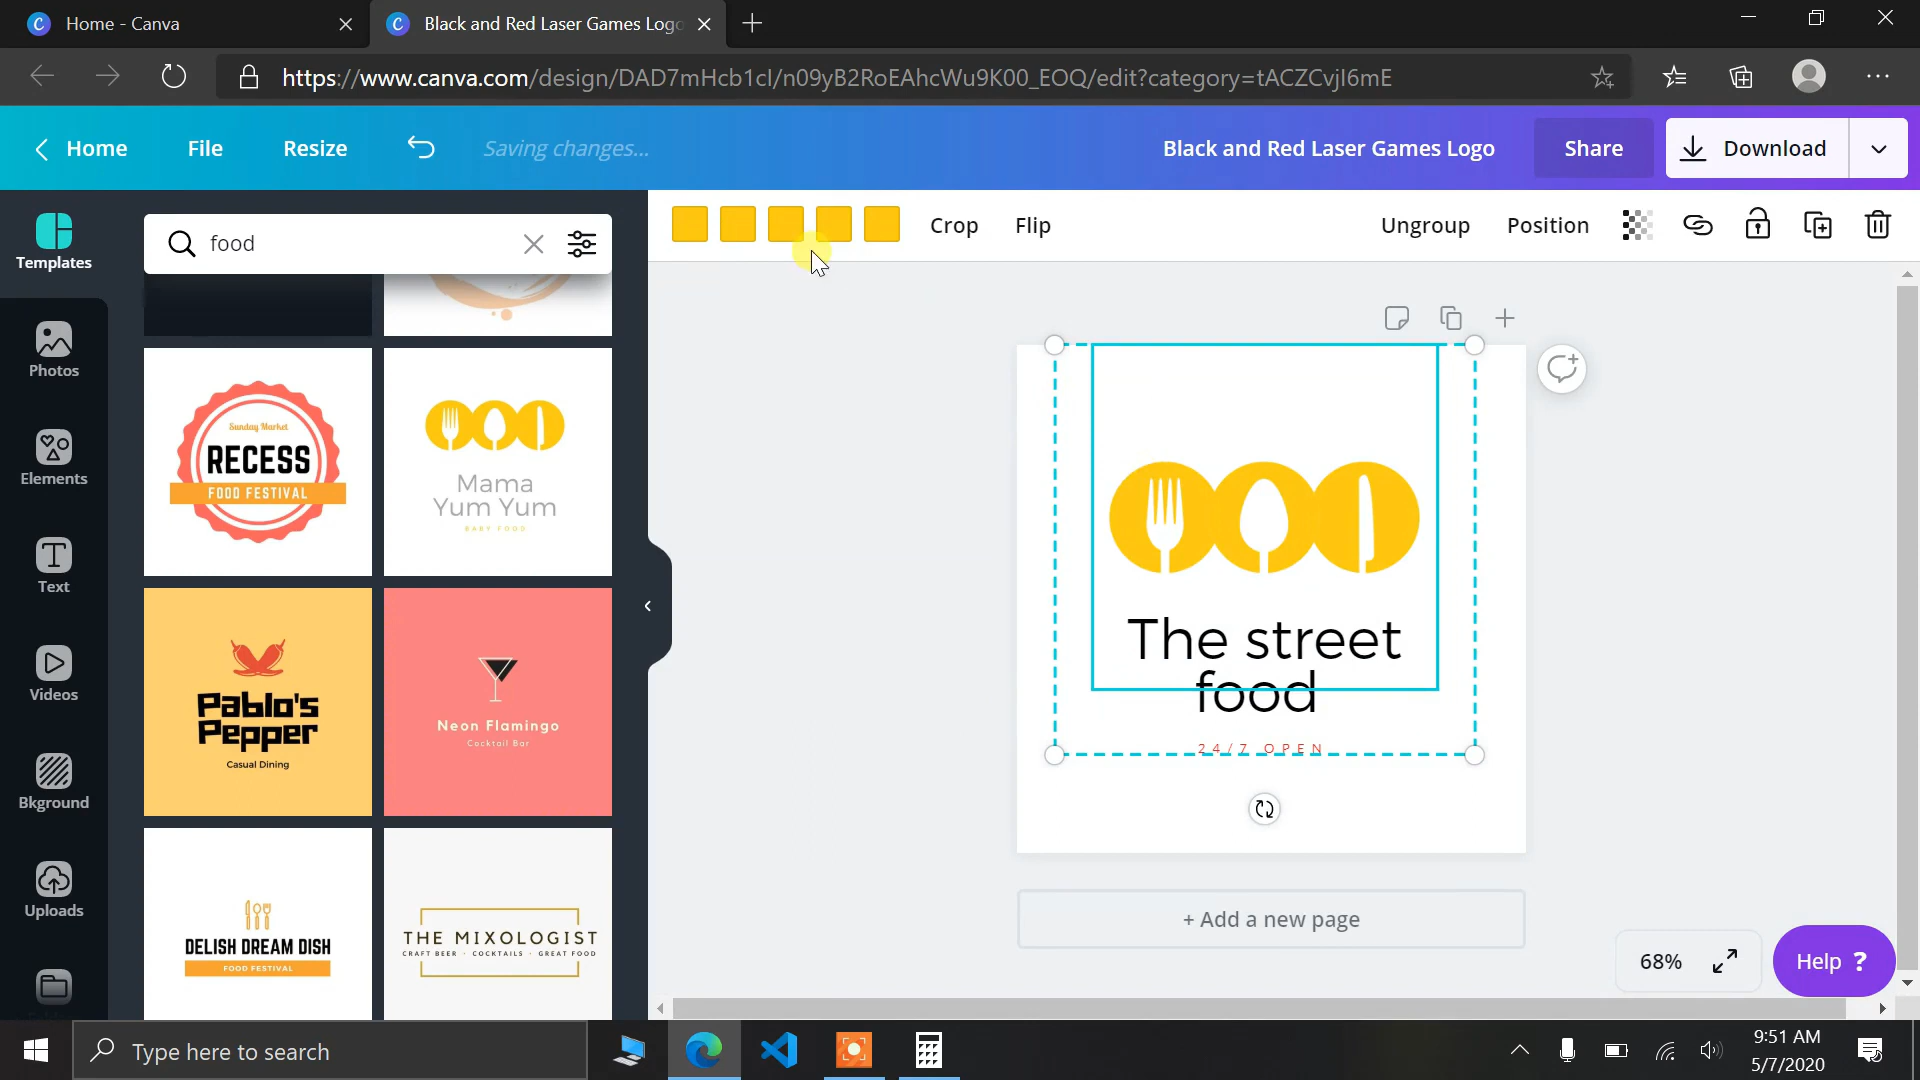 Home - Canva
Black and Red Laser Games Logo
https://www.canva.com/design/DAD7mHcb1cI/n09yB2RoEAhcWu9K00_EOQ/edit?category=tACZCvjI6mE
Home
File
Resize
Saving changes...
Black and Red Laser Games Logo
Share
Download
Templates
food
Crop
Flip
Ungroup
Position
Photos
Elements
Text
Videos
Bkground
Uploads
Sunday Market
RECESS
FOOD FESTIVAL
Mama
Yum Yum
BABY FOOD
Pablo's
Pepper
Casual Dining
Neon Flamingo
Cocktail Bar
DELISH DREAM DISH
FOOD FESTIVAL
THE MIXOLOGIST
CRAFT BEER · COCKTAILS · GREAT FOOD
The street
food
24/7 OPEN
+ Add a new page
68%
Help ?
Type here to search
9:51 AM
5/7/2020